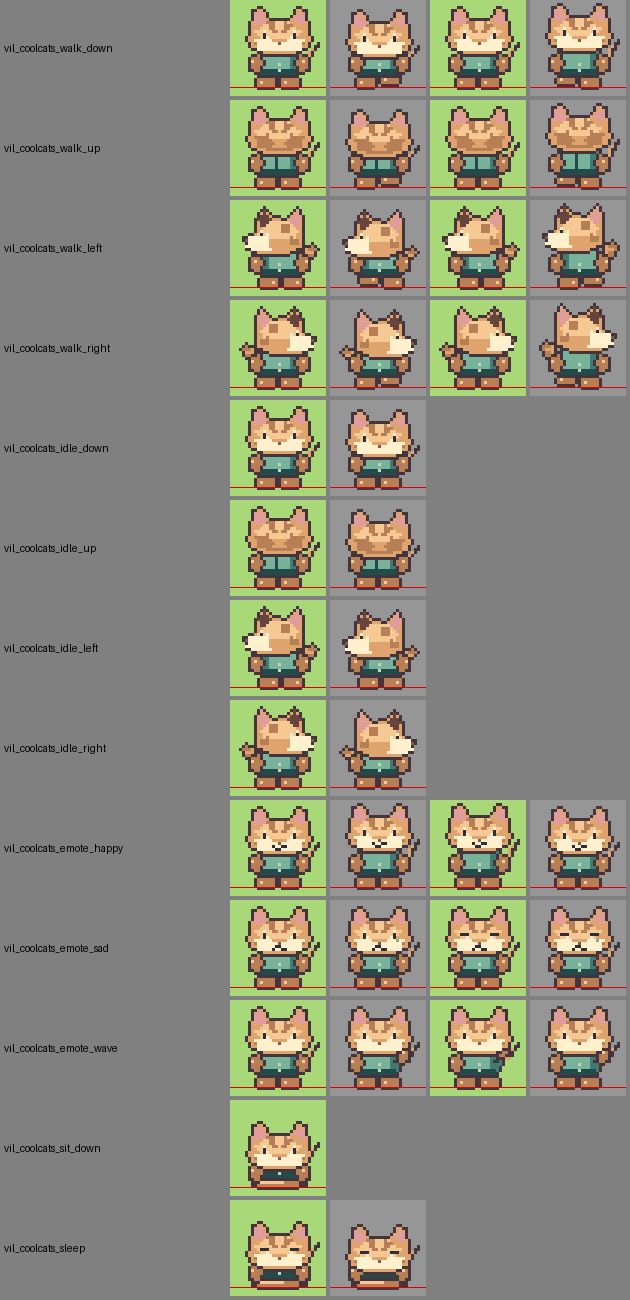 vil_coolcats_walk_down
vil_coolcats_walk_up
vil_coolcats_walk_left
vil_coolcats_walk_right
vil_coolcats_idle_down
vil_coolcats_idle_up
vil_coolcats_idle_left
vil_coolcats_idle_right
vil_coolcats_emote_happy
vil_coolcats_emote_sad
vil_coolcats_emote_wave
vil_coolcats_sit_down
vil_coolcats_sleep